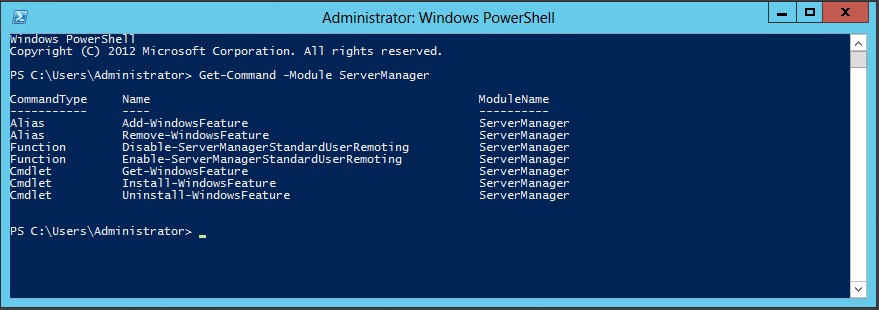 Administrator: Windows PowerShell
Windows PowerShell
Copyright (C) 2012 Microsoft Corporation. All rights reserved.
PS C:\Users\Administrator> Get-Command -Module ServerManager
CommandType     Name                                               ModuleName
-----------     ----                                               ----------
Alias           Add-WindowsFeature                                 ServerManager
Alias           Remove-WindowsFeature                              ServerManager
Function        Disable-ServerManagerStandardUserRemoting          ServerManager
Function        Enable-ServerManagerStandardUserRemoting           ServerManager
Cmdlet          Get-WindowsFeature                                 ServerManager
Cmdlet          Install-WindowsFeature                             ServerManager
Cmdlet          Uninstall-WindowsFeature                           ServerManager
PS C:\Users\Administrator> _